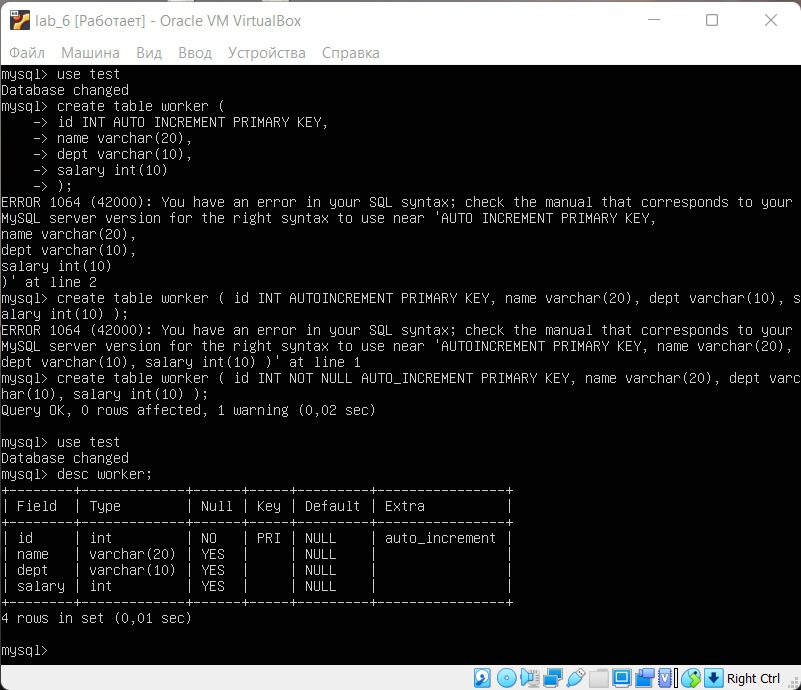 lab_6 [Работает] - Oracle VM VirtualBox
Файл Машина Вид Ввод Устройства Справка
mysql> use test
Database changed
mysql> create table worker (
    -> id INT AUTO INCREMENT PRIMARY KEY,
    -> name varchar(20),
    -> dept varchar(10),
    -> salary int(10)
    -> );
ERROR 1064 (42000): You have an error in your SQL syntax; check the manual that corresponds to your
MySQL server version for the right syntax to use near 'AUTO INCREMENT PRIMARY KEY,
name varchar(20),
dept varchar(10),
salary int(10)
)' at line 2
mysql> create table worker ( id INT AUTOINCREMENT PRIMARY KEY, name varchar(20), dept varchar(10), s
alary int(10) );
ERROR 1064 (42000): You have an error in your SQL syntax; check the manual that corresponds to your
MySQL server version for the right syntax to use near 'AUTOINCREMENT PRIMARY KEY, name varchar(20),
dept varchar(10), salary int(10) )' at line 1
mysql> create table worker ( id INT NOT NULL AUTO_INCREMENT PRIMARY KEY, name varchar(20), dept varc
har(10), salary int(10) );
Query OK, 0 rows affected, 1 warning (0,02 sec)
mysql> use test
Database changed
mysql> desc worker;
+--------+-------------+------+-----+---------+----------------+
| Field  | Type        | Null | Key | Default | Extra          |
+--------+-------------+------+-----+---------+----------------+
| id     | int         | NO   | PRI | NULL    | auto_increment |
| name   | varchar(20) | YES  |     | NULL    |                |
| dept   | varchar(10) | YES  |     | NULL    |                |
| salary | int         | YES  |     | NULL    |                |
+--------+-------------+------+-----+---------+----------------+
4 rows in set (0,01 sec)
mysql>
Right Ctrl